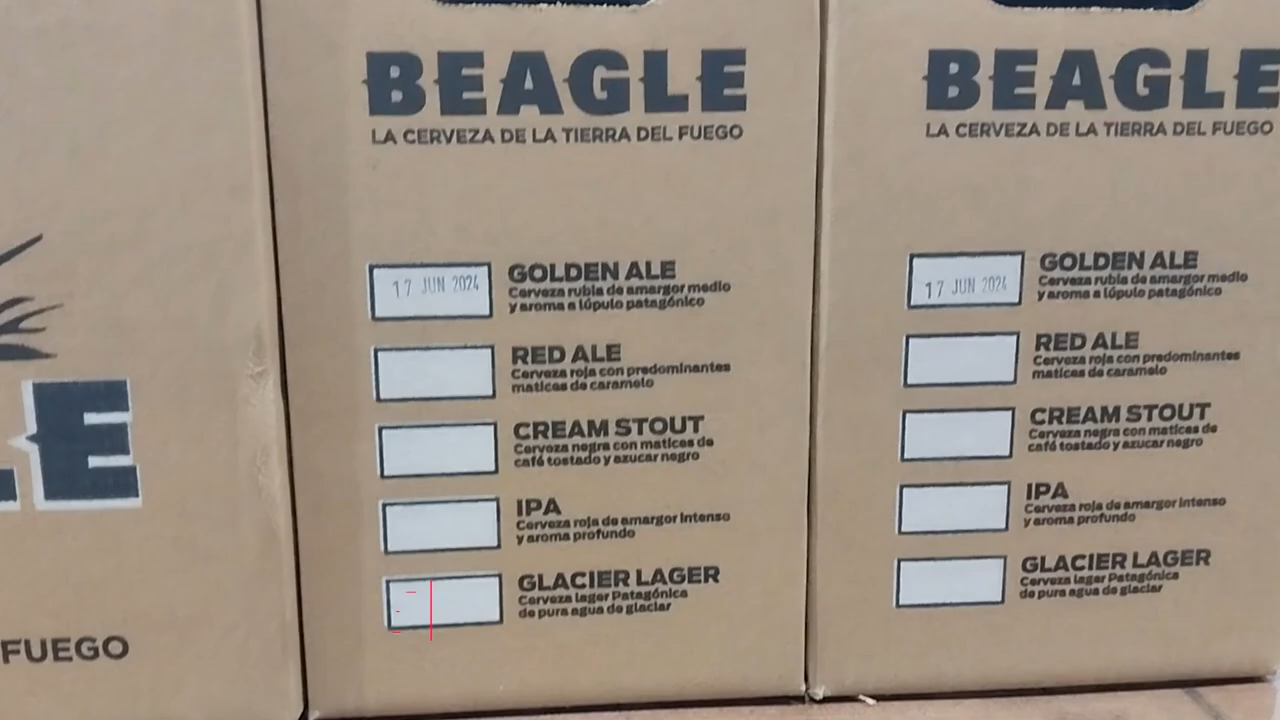 LE
FUEGO
BEAGLE
LA CERVEZA DE LA TIERRA DEL FUEGO
17 JUN 2024
GOLDEN ALE
Cerveza rubia de amargor medio
y aroma a lúpulo patagónico
RED ALE
Cerveza roja con predominantes
matices de caramelo
CREAM STOUT
Cerveza negra con matices de
café tostado y azucar negro
IPA
Cerveza roja de amargor intenso
y aroma profundo
GLACIER LAGER
Cerveza lager Patagónica
de pura agua de glaciar
BEAGLE
LA CERVEZA DE LA TIERRA DEL FUEGO
17 JUN 2024
GOLDEN ALE
Cerveza rubia de amargor medio
y aroma a lúpulo patagónico
RED ALE
Cerveza roja con predominantes
matices de caramelo
CREAM STOUT
Cerveza negra con matices de
café tostado y azucar negro
IPA
Cerveza roja de amargor intenso
y aroma profundo
GLACIER LAGER
Cerveza lager Patagónica
de pura agua de glaciar